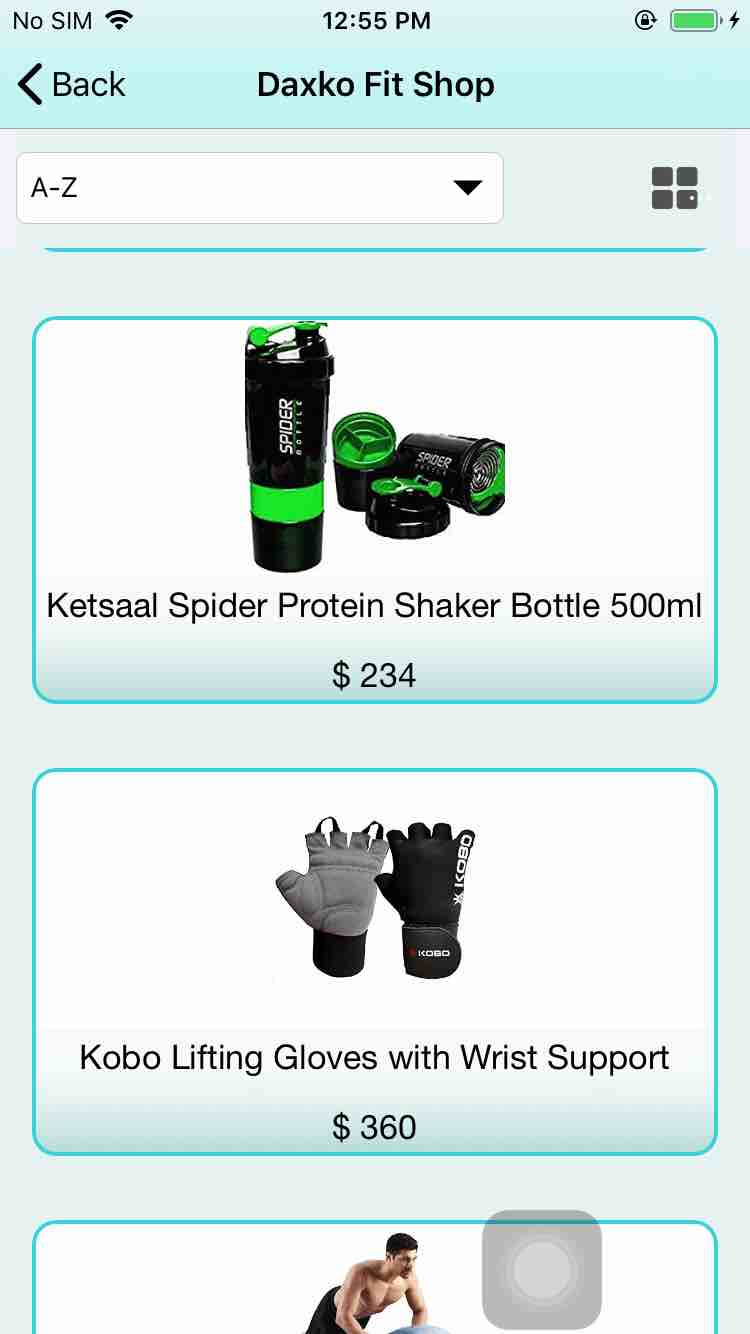 No SIM 12:55 PM
Back Daxko Fit Shop
A-Z
SPIDER
BOTTLE
SPIDER
BOTTLE
Ketsaal Spider Protein Shaker Bottle 500ml
$ 234
KOBO
KOBO
Kobo Lifting Gloves with Wrist Support
$ 360